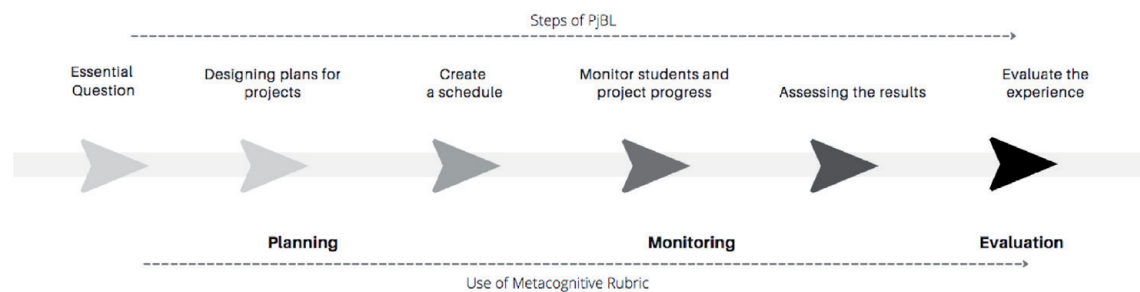 Steps of PjBL
Essential
Question
Designing plans for
projects
Create
a schedule
Monitor students and
project progress
Assessing the results
Evaluate the
experience
Planning
Monitoring
Evaluation
Use of Metacognitive Rubric